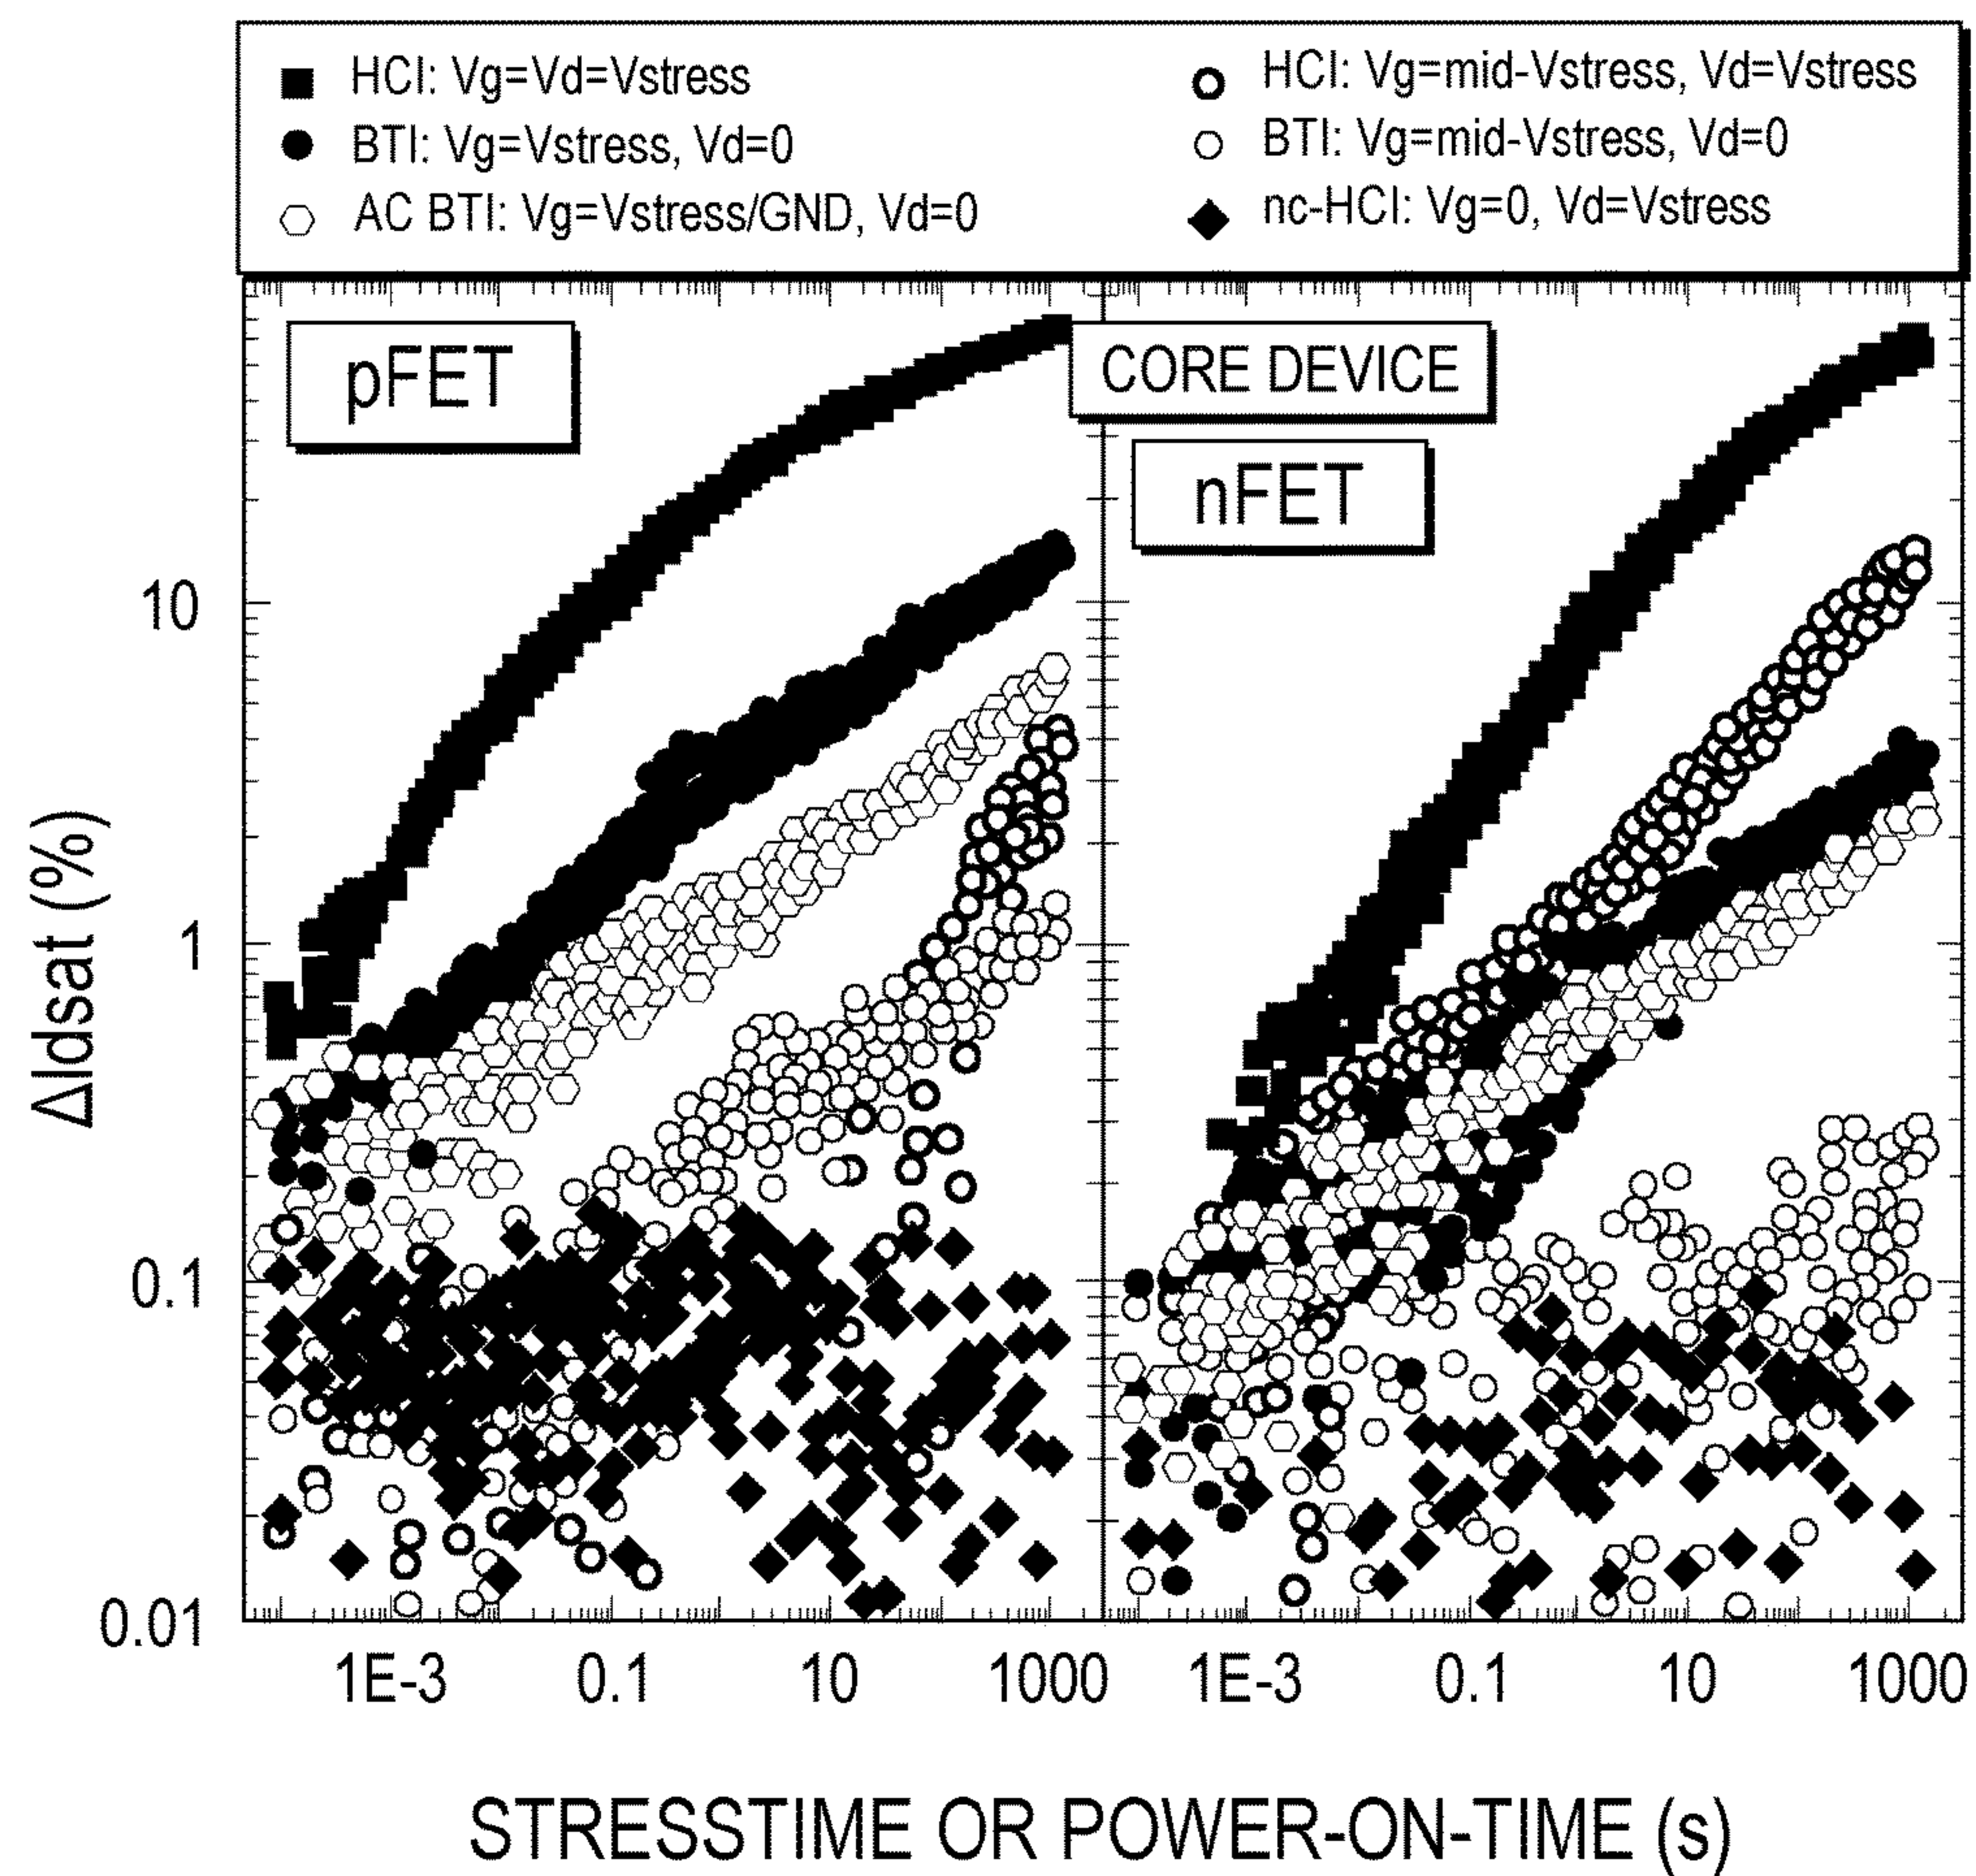 HCI: Vg=Vd=Vstress
BTI: Vg=Vstress, Vd=0
AC BTI: Vg=Vstress/GND, Vd=0
HCI: Vg=mid-Vstress, Vd=Vstress
BTI: Vg=mid-Vstress, Vd=0
nc-HCI: Vg=0, Vd=Vstress
pFET
CORE DEVICE
nFET
ΔIdsat (%)
10
1
0.1
0.01
1E-3 0.1 10 1000 1E-3 0.1 10 1000
STRESSTIME OR POWER-ON-TIME (s)